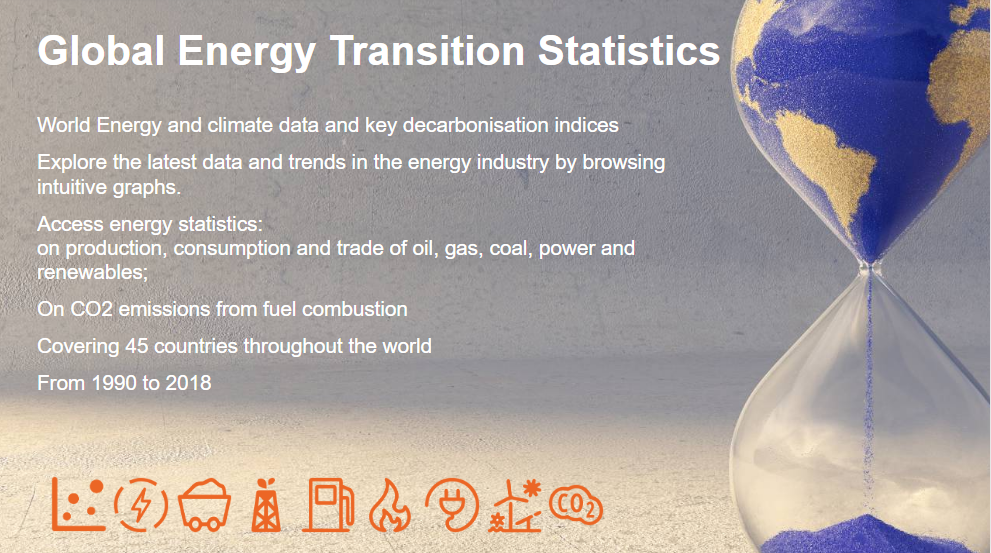 Global Energy Transition Statistics
World Energy and climate data and key decarbonisation indices
Explore the latest data and trends in the energy industry by browsing
intuitive graphs.
Access energy statistics:
on production, consumption and trade of oil, gas, coal, power and
renewables;
On CO2 emissions from fuel combustion
Covering 45 countries throughout the world
From 1990 to 2018
CO2